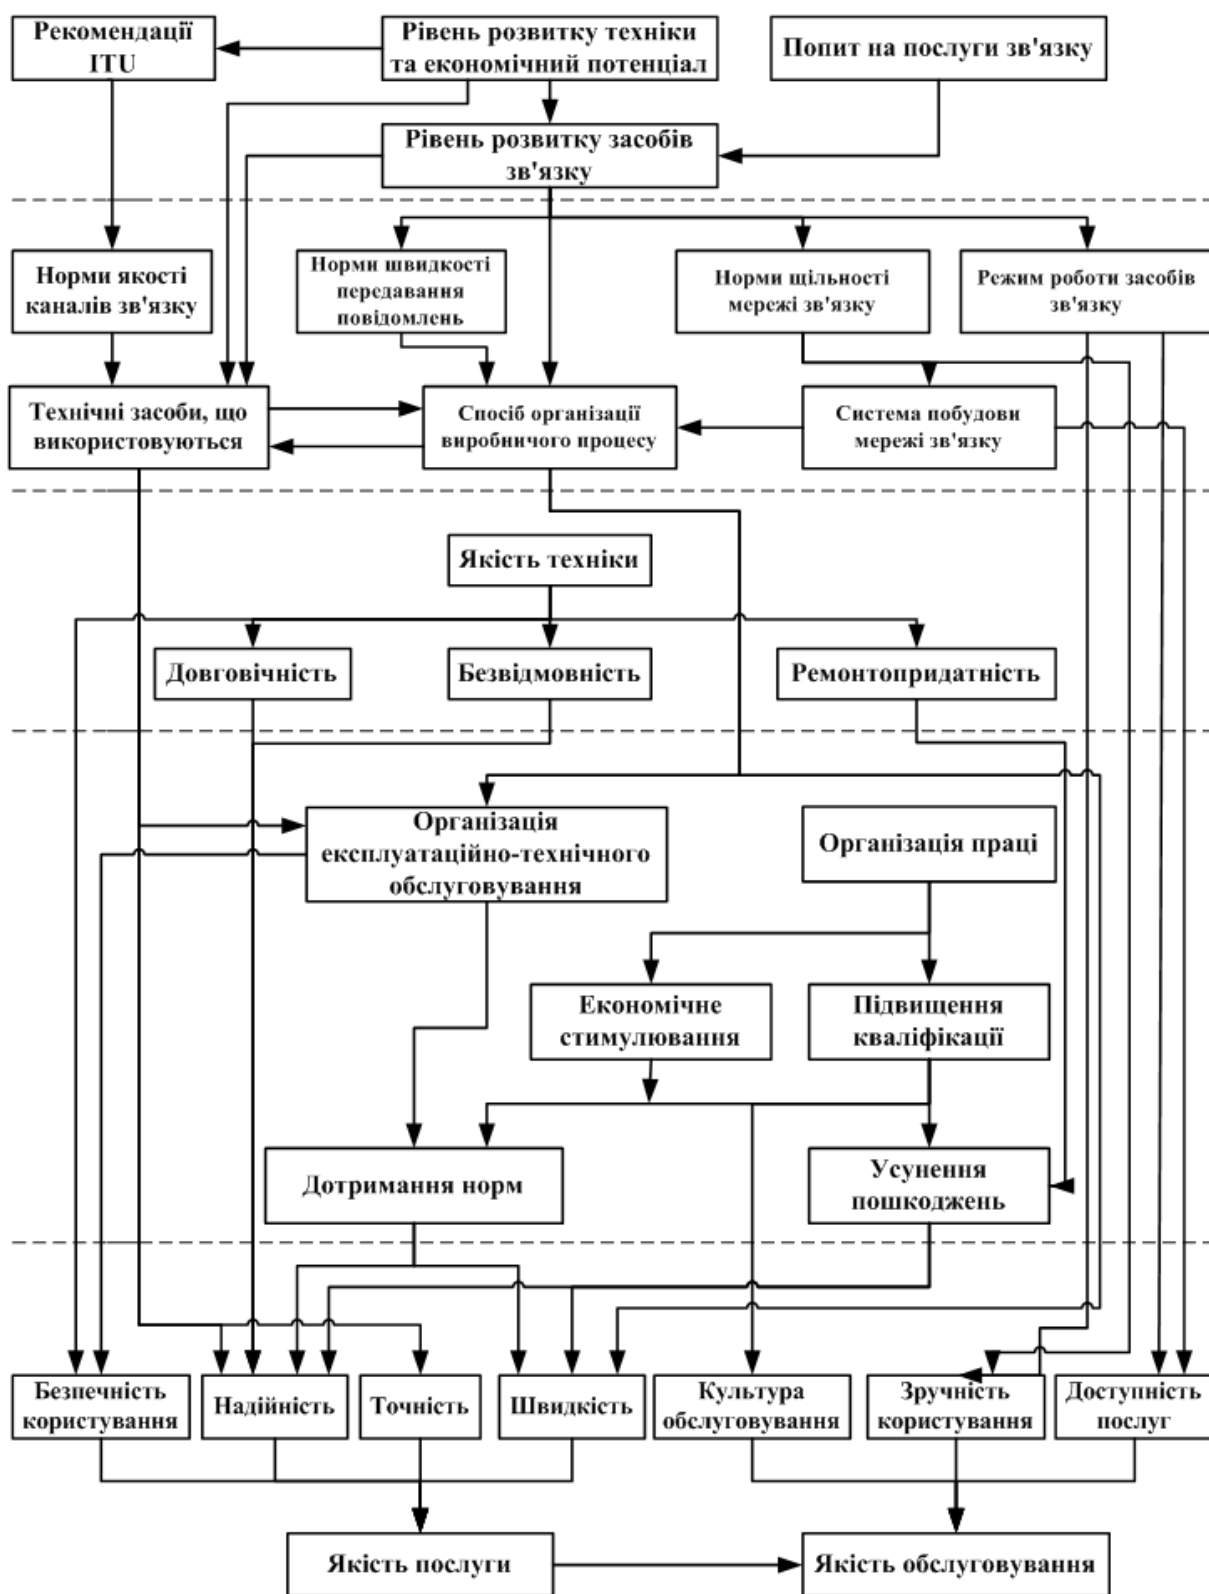 Рекомендації
ITU
Рівень розвитку техніки
та економічний потенціал
Попит на послуги зв'язку
Рівень розвитку засобів
зв'язку
Норми якості
каналів зв'язку
Норми швидкості
передавання
повідомлень
Норми щільності
мережі зв'язку
Режим роботи засобів
зв'язку
Технічні засоби, що
використовуються
Спосіб організації
виробничого процесу
Система побудови
мережі зв'язку
Якість техніки
Довговічність
Безвідмовність
Ремонтопридатність
Організація
експлуатаційно-технічного
обслуговування
Організація праці
Економічне
стимулювання
Підвищення
кваліфікації
Дотримання норм
Усунення
пошкоджень
Безпечність
користування
Надійність
Точність
Швидкість
Культура
обслуговування
Зручність
користування
Доступність
послуг
Якість послуги
Якість обслуговування